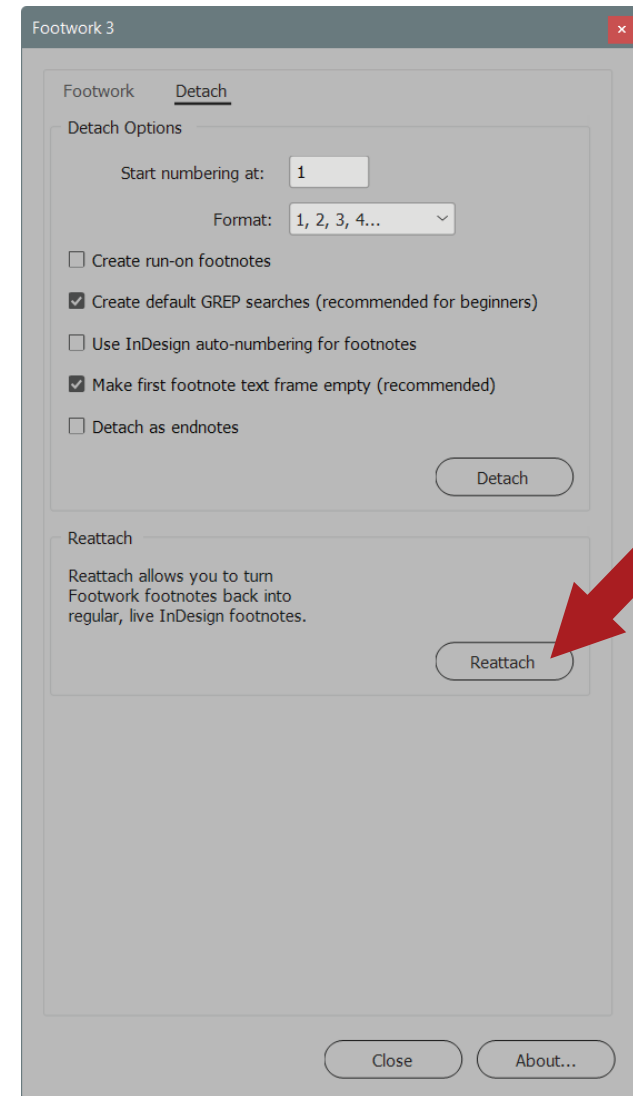 Footwork 3
Footwork Detach
Detach Options
Start numbering at: 1
Format: 1, 2, 3, 4...
Create run-on footnotes
Create default GREP searches (recommended for beginners)
Use InDesign auto-numbering for footnotes
Make first footnote text frame empty (recommended)
Detach as endnotes
Detach
Reattach
Reattach allows you to turn
Footwork footnotes back into
regular, live InDesign footnotes.
Reattach
Close About...